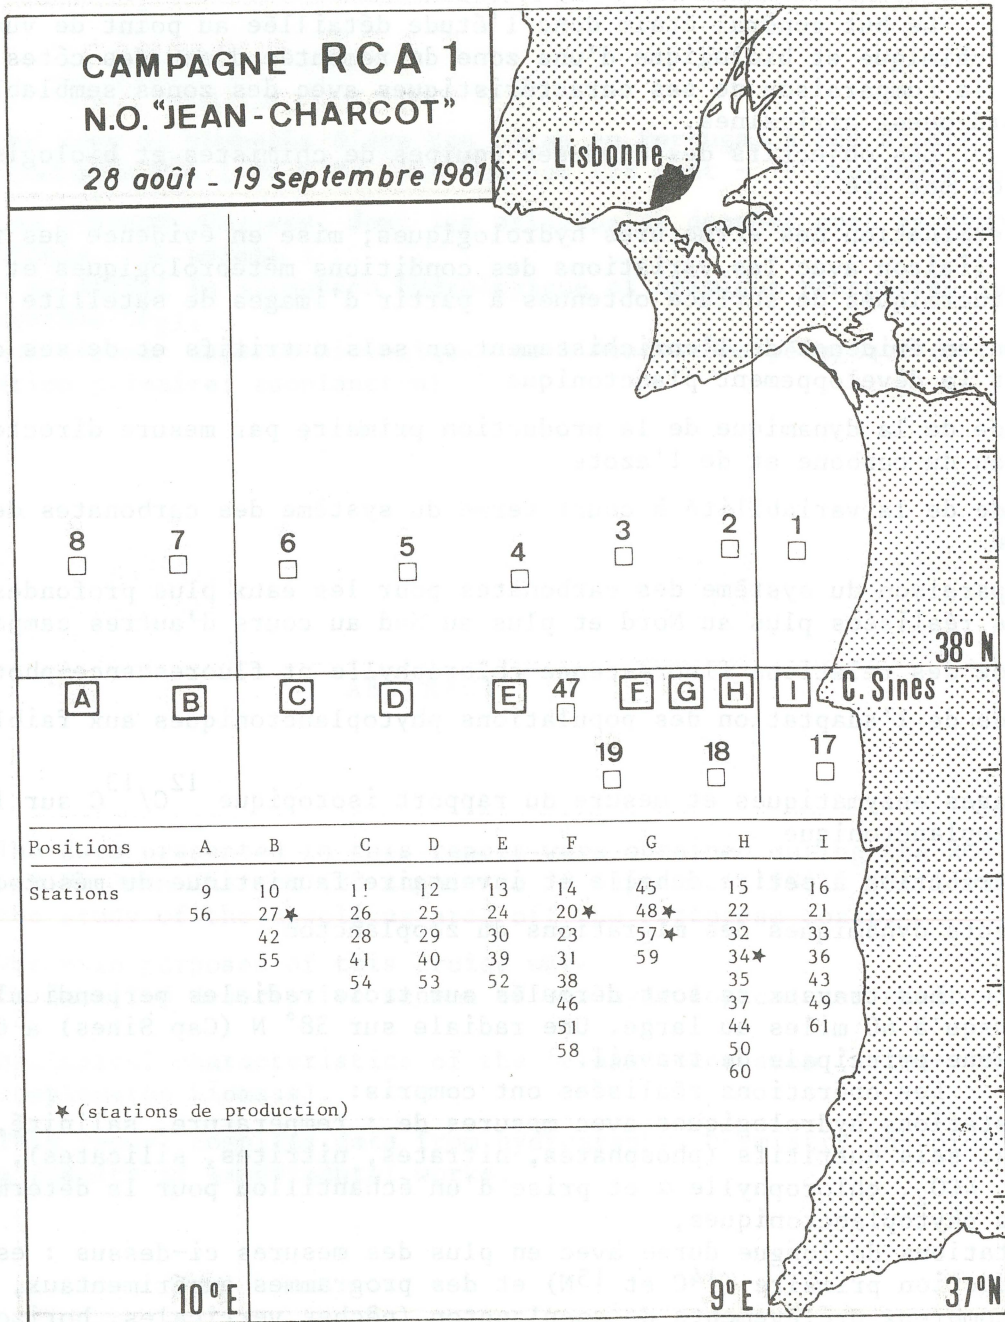 CAMPAGNE RCA 1
N.O. JEAN-CHARCOT”
“N.O. JEAN-CHARCOT”
28 août - 19 septembre 1981
Lisbonne
8 7 6 5 4 3 2 1
38° N
A B C D E 47 F G H I C. Sines
19 18 17
Positions A B C D E F G H I
Stations 9 10 11 12 13 14 45 15 16
56 27★ 26 25 24 20★ 48★ 22 21
42 28 29 30 23 57★ 32 33
55 41 40 39 31 59 34★ 36
54 53 52 38 35 43
46 37 49
51 44 61
58 50
60
★ (stations de production)
10°E 9°E 37°N